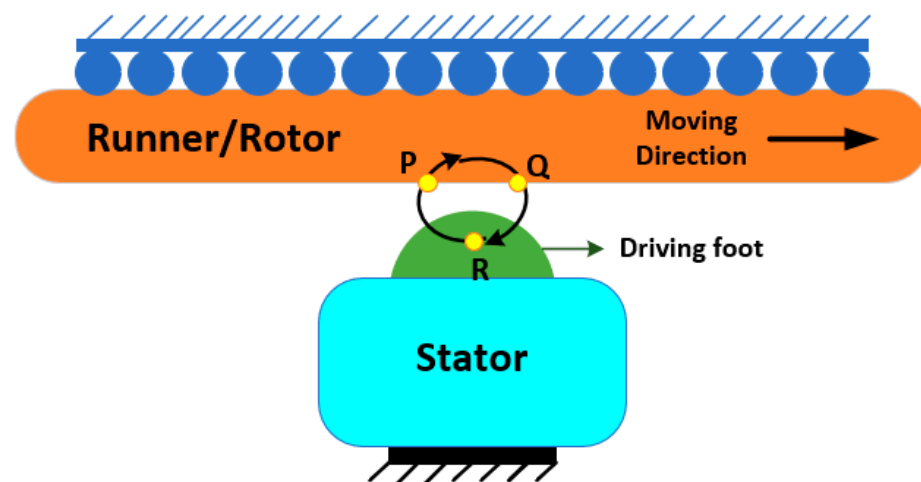 Runner/Rotor
Moving
Direction
P
Q
R
Driving foot
Stator